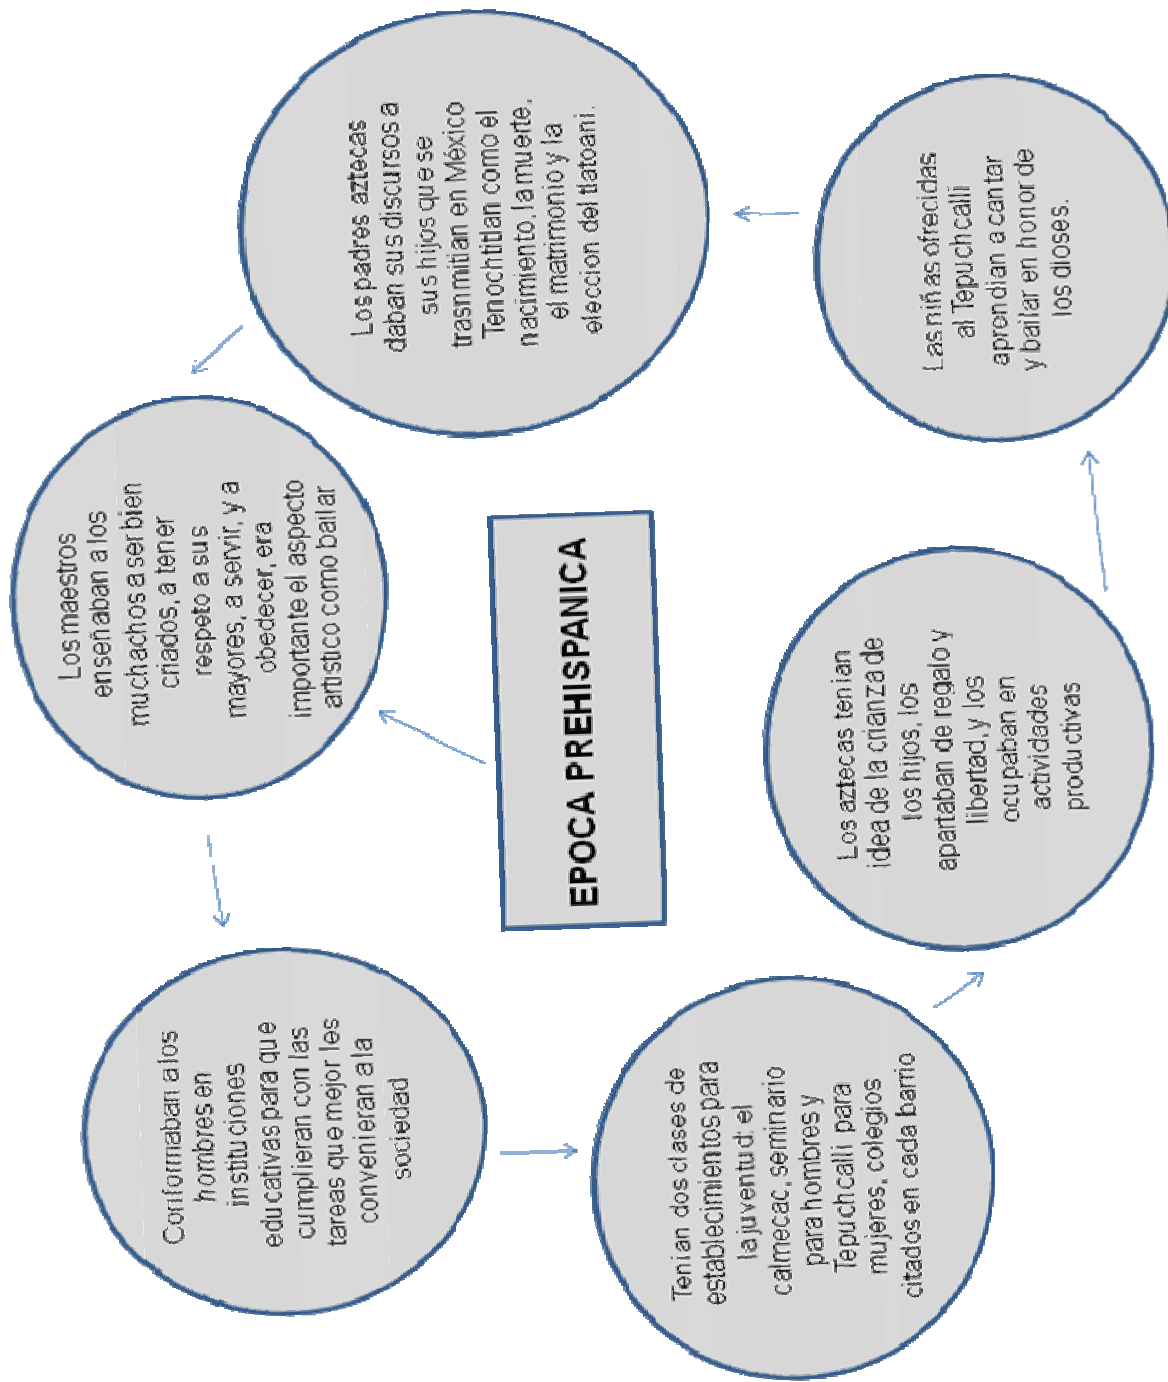 EPOCA PREHISPANICA
Los maestros
enseñaban a los
muchachos a ser bien
criados, a tener
respeto a sus
mayores, a servir, y a
obedecer, era
importante el aspecto
artistico como bailar
Conformaban a los
hombres en
instituciones
educativas para que
cumplieran con las
tareas que mejor les
convenieran a la
sociedad
Tenian dos clases de
establecimientos para
la juventud: el
calmecac, seminario
para hombres y
Tepuchcalli para
mujeres, colegios
citados en cada barrio
Los aztecas tenian
idea de la crianza de
los hijos, los
apartaban de regalo y
libertad, y los
ocupaban en
actividades
productivas
Las niñas ofrecidas
al Tepuchcalli
aprendian a cantar
y bailar en honor de
los dioses.
Los padres aztecas
daban sus discursos a
sus hijos que se
trasnmitian en México
Tenochtitlan como el
nacimiento, la muerte,
el matrimonio y la
eleccion del tlatoani.